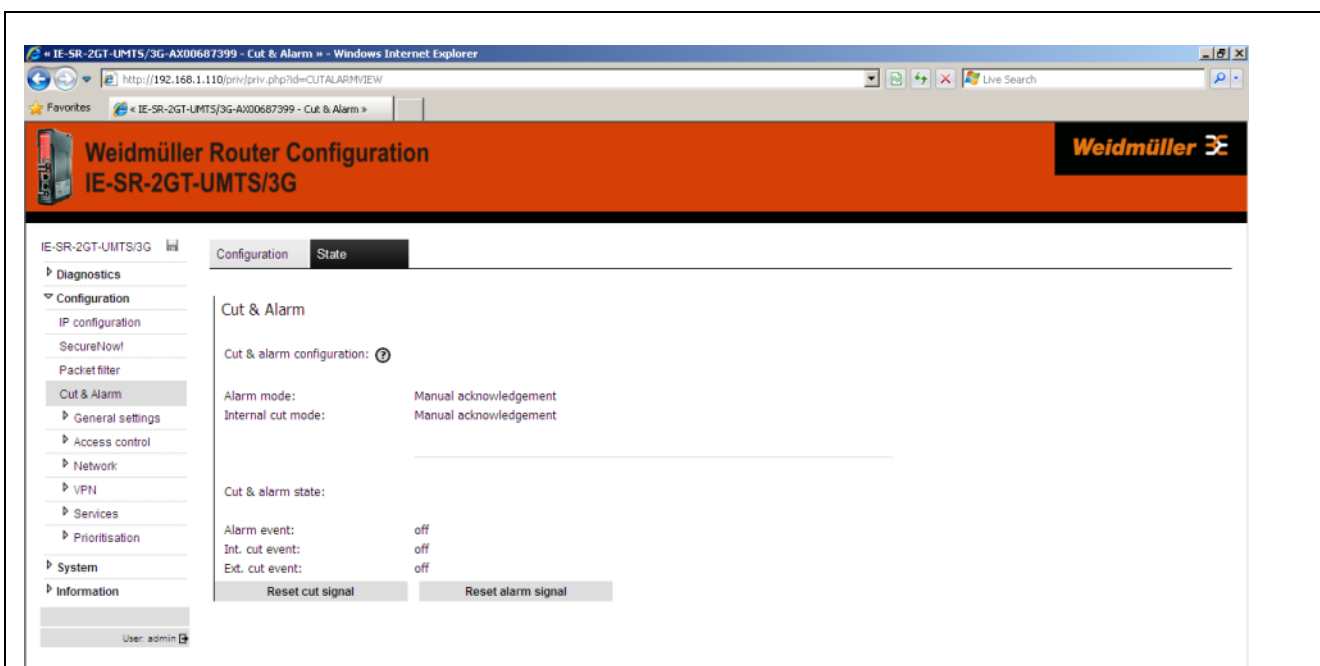 « IE-SR-2GT-UMTS/3G-AX00687399 - Cut & Alarm » - Windows Internet Explorer
http://192.168.1.110/priv/priv.php?id=CUTALARMVIEW
Live Search
Favorites
« IE-SR-2GT-UMTS/3G-AX00687399 - Cut & Alarm »
Weidmüller Router Configuration
IE-SR-2GT-UMTS/3G
Weidmüller
IE-SR-2GT-UMTS/3G
Diagnostics
Configuration
IP configuration
SecureNow!
Packet filter
Cut & Alarm
General settings
Access control
Network
VPN
Services
Prioritisation
System
Information
User: admin
Configuration State
Cut & Alarm
Cut & alarm configuration: ?
Alarm mode: Manual acknowledgement
Internal cut mode: Manual acknowledgement
Cut & alarm state:
Alarm event: off
Int. cut event: off
Ext. cut event: off
Reset cut signal Reset alarm signal